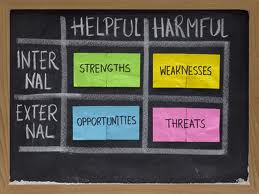 HELPFUL HARMFUL
INTER
NAL
STRENGTHS WEAKNESSES
EXTER
NAL
OPPORTUNITIES THREATS